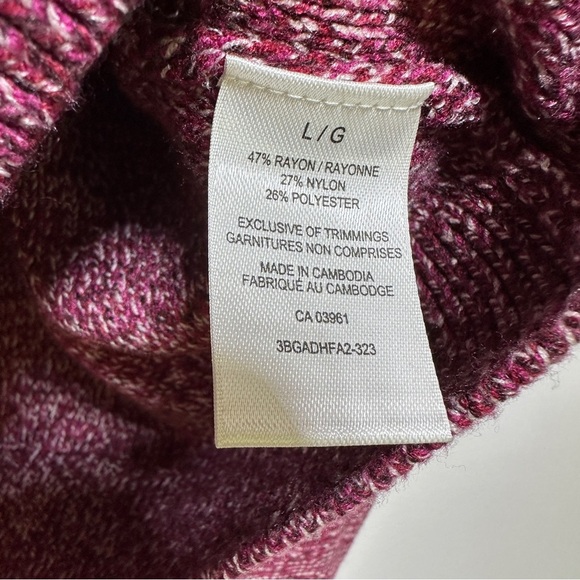 L/G
47% RAYON / RAYONNE
27% NYLON
26% POLYESTER
EXCLUSIVE OF TRIMMINGS
GARNITURES NON COMPRISES
MADE IN CAMBODIA
FABRIQUÉ AU CAMBODGE
CA 03961
3BGADHFA2-323